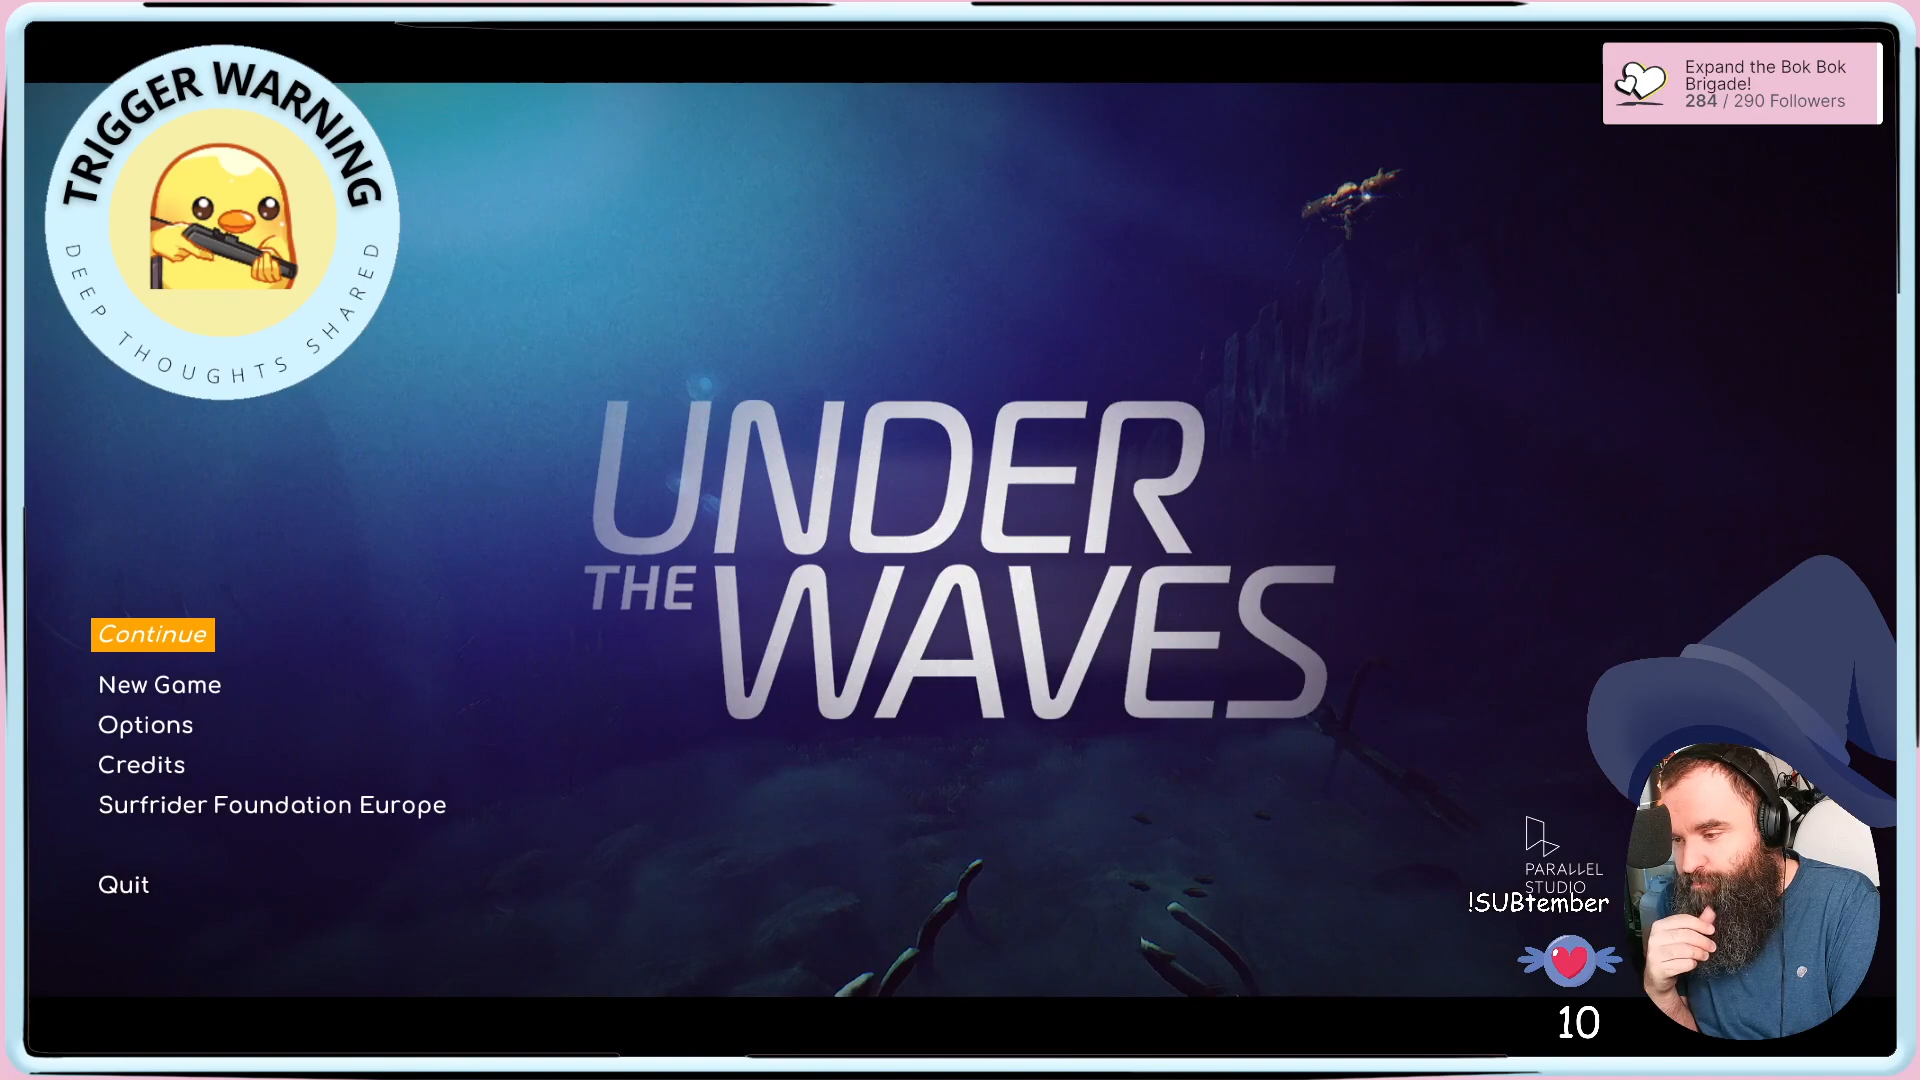 TRIGGER WARNING
DEEP THOUGHTS SHARED
Expand the Bok Bok
Brigade!
284 / 290 Followers
UNDER
THE WAVES
Continue
New Game
Options
Credits
Surfrider Foundation Europe
Quit
PARALLEL
STUDIO
!SUBtember
10